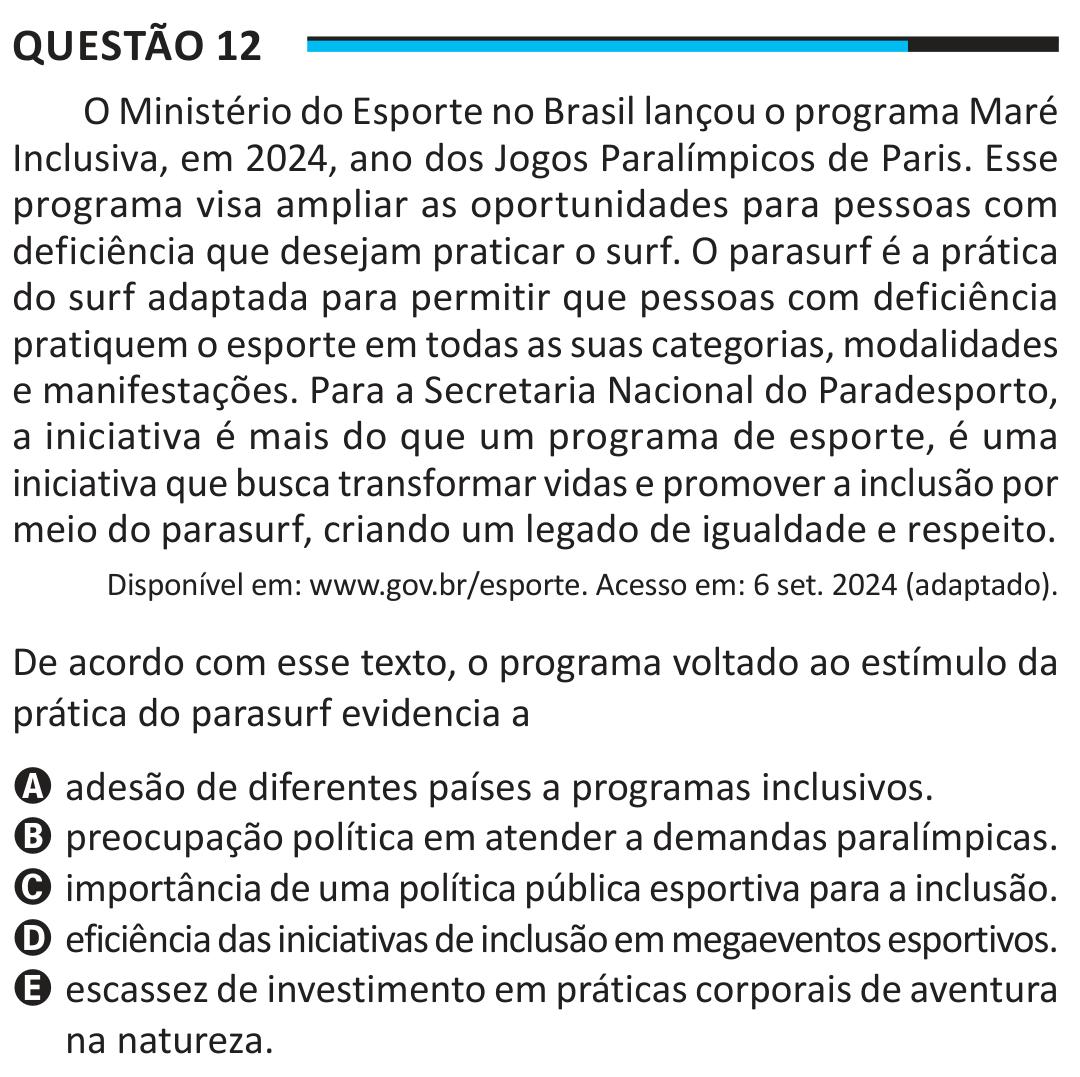 QUESTÃO 12
O Ministério do Esporte no Brasil lançou o programa Maré
Inclusiva, em 2024, ano dos Jogos Paralímpicos de Paris. Esse
programa visa ampliar as oportunidades para pessoas com
deficiência que desejam praticar o surf. O parasurf é a prática
do surf adaptada para permitir que pessoas com deficiência
pratiquem o esporte em todas as suas categorias, modalidades
e manifestações. Para a Secretaria Nacional do Paradesporto,
a iniciativa é mais do que um programa de esporte, é uma
iniciativa que busca transformar vidas e promover a inclusão por
meio do parasurf, criando um legado de igualdade e respeito.
Disponível em: www.gov.br/esporte. Acesso em: 6 set. 2024 (adaptado).
De acordo com esse texto, o programa voltado ao estímulo da
prática do parasurf evidencia a
A adesão de diferentes países a programas inclusivos.
B preocupação política em atender a demandas paralímpicas.
C importância de uma política pública esportiva para a inclusão.
D eficiência das iniciativas de inclusão em megaeventos esportivos.
E escassez de investimento em práticas corporais de aventura
na natureza.